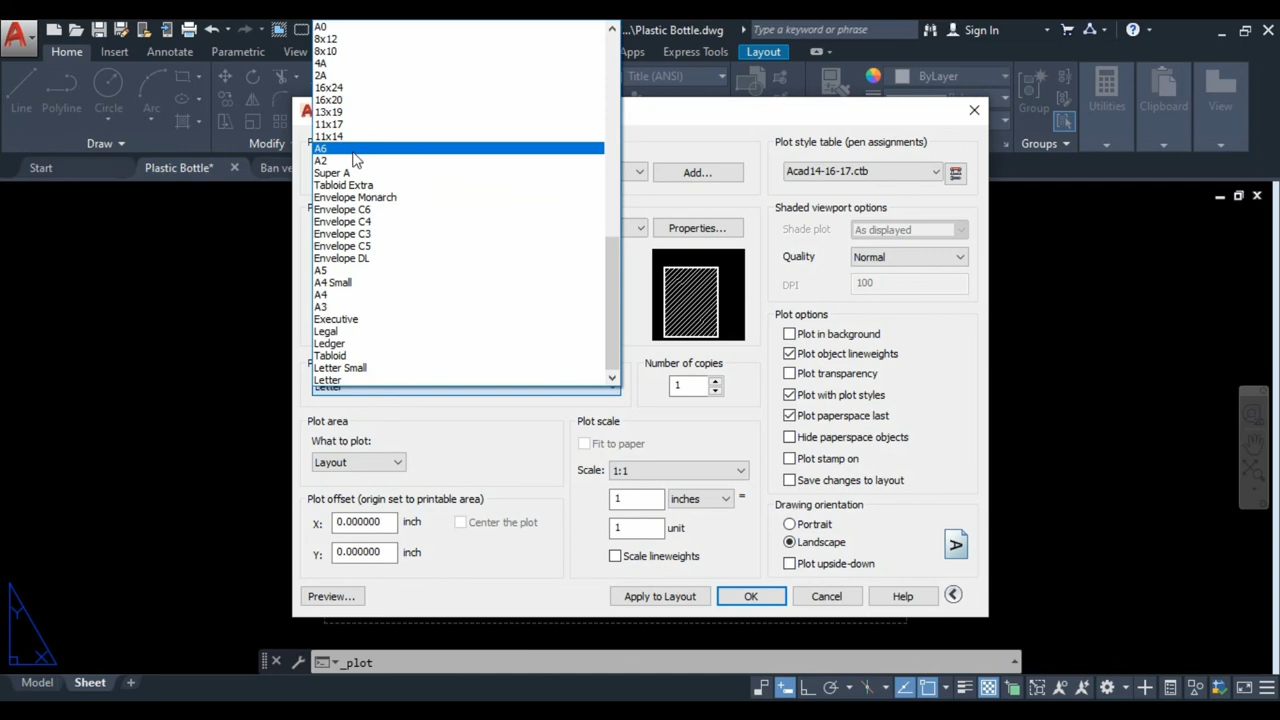 ...\Plastic Bottle.dwg
Type a keyword or phrase
Sign In
Home
Insert
Annotate
Parametric
View
Apps
Express Tools
Layout
Line
Polyline
Circle
Arc
Title (ANSI)
ByLayer
Group
Utilities
Clipboard
View
Draw
Modify
Groups
Start
Plastic Bottle*
Ban ve
A0
8x12
8x10
4A
2A
16x24
16x20
13x19
11x17
11x14
A6
A2
Super A
Tabloid Extra
Envelope Monarch
Envelope C6
Envelope C4
Envelope C3
Envelope C5
Envelope DL
A5
A4 Small
A4
A3
Executive
Legal
Ledger
Tabloid
Letter Small
Letter
Letter
Add...
Properties...
Number of copies
1
Plot area
What to plot:
Layout
Plot offset (origin set to printable area)
X: 0.000000 inch
Center the plot
Y: 0.000000 inch
Plot scale
Fit to paper
Scale: 1:1
1 inches =
1 unit
Scale lineweights
Plot style table (pen assignments)
Acad14-16-17.ctb
Shaded viewport options
Shade plot As displayed
Quality Normal
DPI 100
Plot options
Plot in background
Plot object lineweights
Plot transparency
Plot with plot styles
Plot paperspace last
Hide paperspace objects
Plot stamp on
Save changes to layout
Drawing orientation
Portrait
Landscape
Plot upside-down
A
Preview...
Apply to Layout
OK
Cancel
Help
Y
X
_plot
Model
Sheet